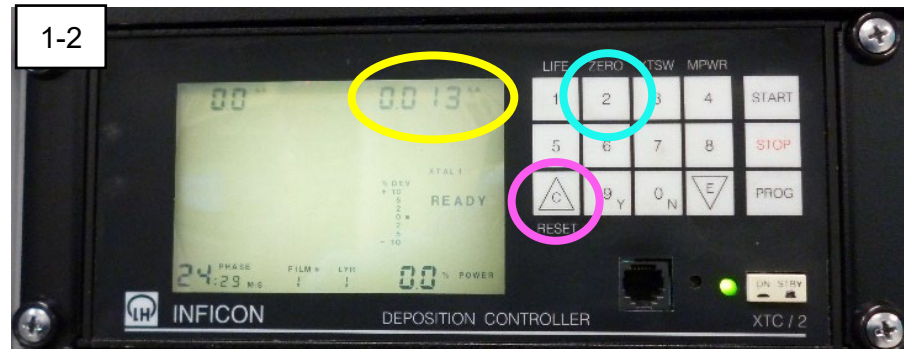 1-2
LIFE ZERO XTSW MPWR
0.0 Å/s 0.013 kÅ
1 2 3 4 START
5 6 7 8 STOP
XTAL 1
% DEV
+ 10
5
2
0
2
5
- 10
READY
C 9 Y 0 N E PROG
RESET
24:29 M:S PHASE
FILM # 1
LYR 1
0.0 % POWER
ON STBY
LH INFICON
DEPOSITION CONTROLLER
XTC / 2